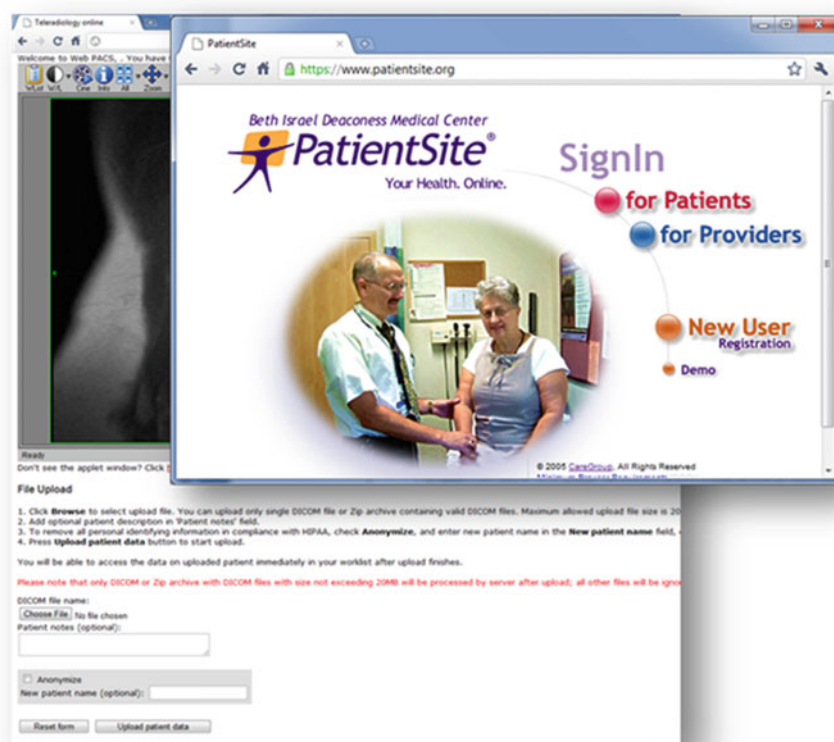 Teleradiology online
Welcome to Web PACS, . You have
WList W/L Cine Info All Zoom
PatientSite
https://www.patientsite.org
Beth Israel Deaconess Medical Center
PatientSite®
Your Health. Online.
SignIn
for Patients
for Providers
New User
Registration
Demo
© 2005 CareGroup, All Rights Reserved
Minimum Browser Requirements
Ready
Don't see the applet window? Click
File Upload
1. Click Browse to select upload file. You can upload only single DICOM file or Zip archive containing valid DICOM files. Maximum allowed upload file size is 20
2. Add optional patient description in 'Patient notes' field.
3. To remove all personal identifying information in compliance with HIPAA, check Anonymize, and enter new patient name in the New patient name field,
4. Press Upload patient data button to start upload.
You will be able to access the data on uploaded patient immediately in your worklist after upload finishes.
Please note that only DICOM or Zip archive with DICOM files with size not exceeding 20MB will be processed by server after upload; all other files will be igno
DICOM file name:
Choose File No file chosen
Patient notes (optional):
Anonymize
New patient name (optional):
Reset form Upload patient data